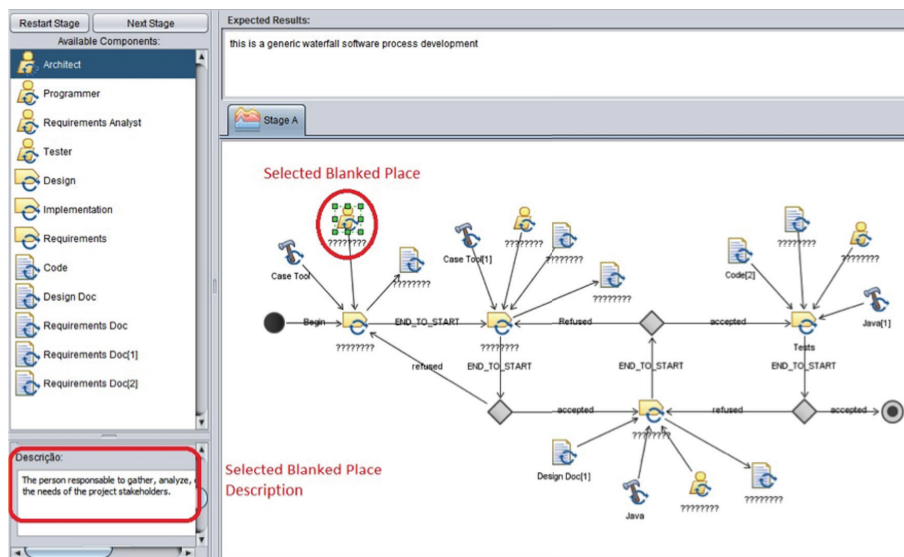 Restart Stage
Next Stage
Available Components:
Architect
Programmer
Requirements Analyst
Tester
Design
Implementation
Requirements
Code
Design Doc
Requirements Doc
Requirements Doc[1]
Requirements Doc[2]
Descrição:
The person responsable to gather, analyze,
the needs of the project stakeholders.
Expected Results:
this is a generic waterfall software process development
Stage A
Selected Blanked Place
????????
Case Tool
????????
Case Tool[1]
????????
????????
????????
????????
Code[2]
????????
Java[1]
Begin
END_TO_START
Refused
accepted
????????
????????
Tests
refused
END_TO_START
END_TO_START
END_TO_START
accepted
refused
accepted
????????
Selected Blanked Place
Description
Design Doc[1]
Java
????????
????????